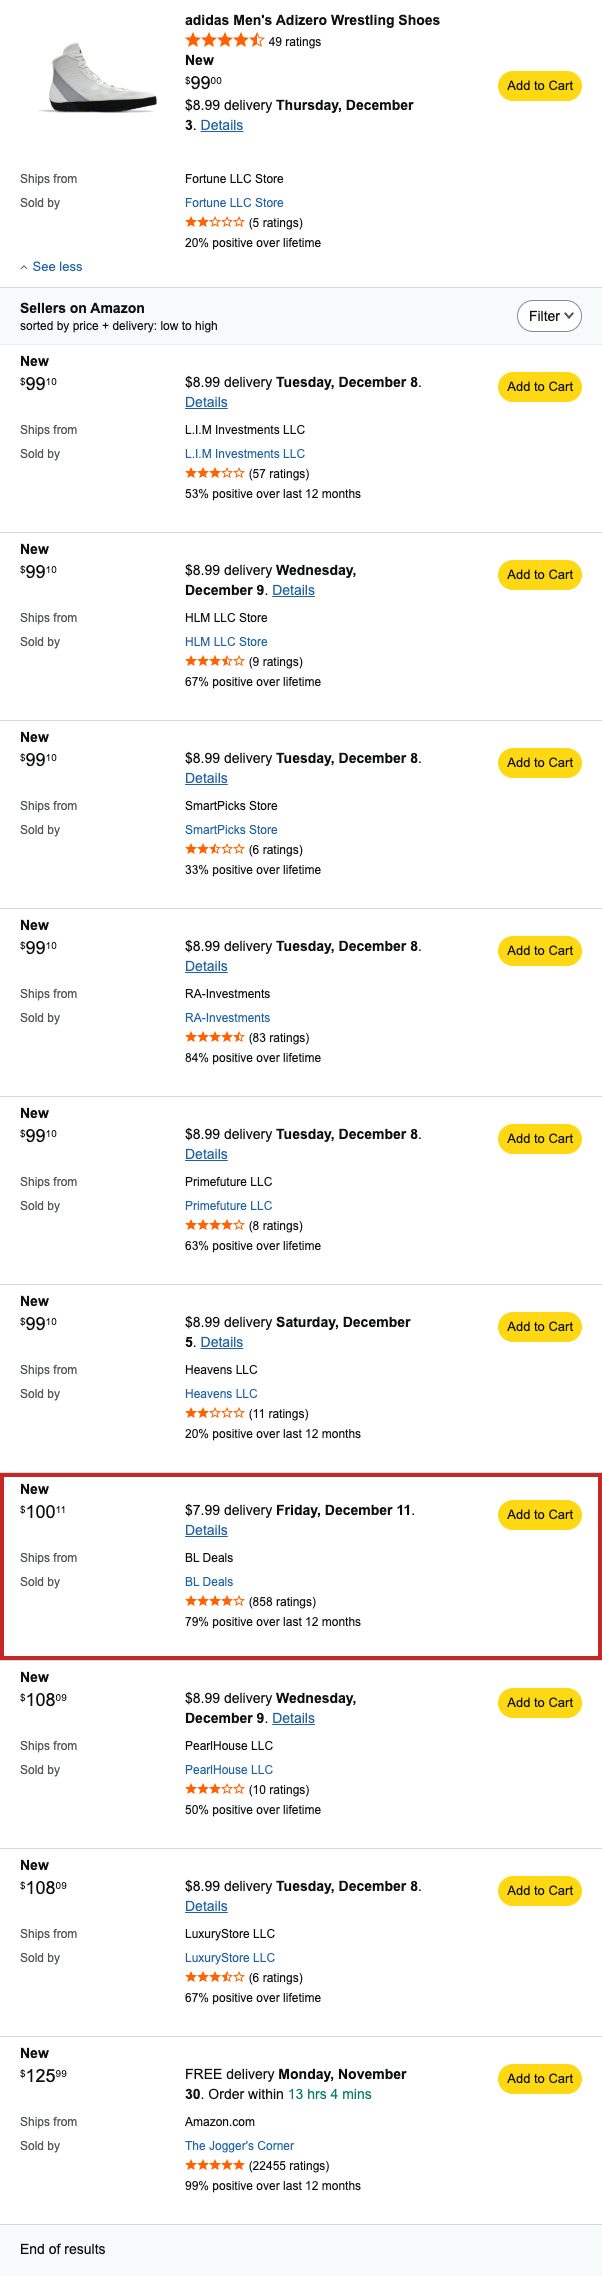 adidas Men's Adizero Wrestling Shoes
49 ratings
New
$9900
$8.99 delivery Thursday, December
3. Details
Add to Cart
Ships from Fortune LLC Store
Sold by Fortune LLC Store
(5 ratings)
20% positive over lifetime
See less
Sellers on Amazon
sorted by price + delivery: low to high
Filter
New
$9910
$8.99 delivery Tuesday, December 8.
Details
Add to Cart
Ships from L.I.M Investments LLC
Sold by L.I.M Investments LLC
(57 ratings)
53% positive over last 12 months
New
$9910
$8.99 delivery Wednesday,
December 9. Details
Add to Cart
Ships from HLM LLC Store
Sold by HLM LLC Store
(9 ratings)
67% positive over lifetime
New
$9910
$8.99 delivery Tuesday, December 8.
Details
Add to Cart
Ships from SmartPicks Store
Sold by SmartPicks Store
(6 ratings)
33% positive over lifetime
New
$9910
$8.99 delivery Tuesday, December 8.
Details
Add to Cart
Ships from RA-Investments
Sold by RA-Investments
(83 ratings)
84% positive over lifetime
New
$9910
$8.99 delivery Tuesday, December 8.
Details
Add to Cart
Ships from Primefuture LLC
Sold by Primefuture LLC
(8 ratings)
63% positive over lifetime
New
$9910
$8.99 delivery Saturday, December
5. Details
Add to Cart
Ships from Heavens LLC
Sold by Heavens LLC
(11 ratings)
20% positive over last 12 months
New
$10011
$7.99 delivery Friday, December 11.
Details
Add to Cart
Ships from BL Deals
Sold by BL Deals
(858 ratings)
79% positive over last 12 months
New
$10809
$8.99 delivery Wednesday,
December 9. Details
Add to Cart
Ships from PearlHouse LLC
Sold by PearlHouse LLC
(10 ratings)
50% positive over lifetime
New
$10809
$8.99 delivery Tuesday, December 8.
Details
Add to Cart
Ships from LuxuryStore LLC
Sold by LuxuryStore LLC
(6 ratings)
67% positive over lifetime
New
$12599
FREE delivery Monday, November
30. Order within 13 hrs 4 mins
Add to Cart
Ships from Amazon.com
Sold by The Jogger's Corner
(22455 ratings)
99% positive over last 12 months
End of results